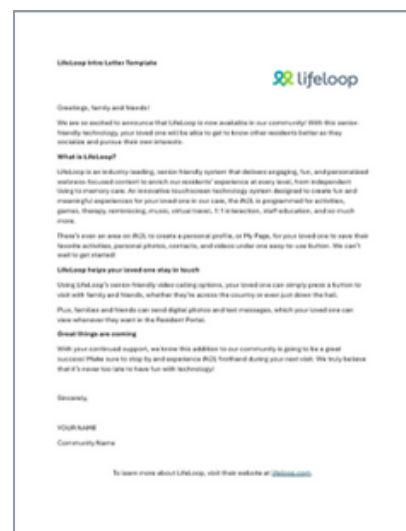 LifeLoop Intro Letter Template
lifeloop
Greetings, family and friends!
We are so excited to announce that LifeLoop is now available in our community! With this senior-
friendly technology, your loved one will be able to get to know other residents better as they
socialize and pursue their own interests.
What is LifeLoop?
LifeLoop is an industry-leading, senior friendly system that delivers engaging, fun, and personalized
wellness-focused content to enrich our residents' experience at every level, from independent
living to memory care. An innovative touchscreen technology system designed to create fun and
meaningful experiences for your loved one in our care, the iN2L is programmed for activities,
games, therapy, reminiscing, music, virtual travel, 1:1 interaction, staff education, and so much
more.
There's even an area on iN2L to create a personal profile, or My Page, for your loved one to save their
favorite activities, personal photos, contacts, and videos under one easy-to-use button. We can't
wait to get started!
LifeLoop helps your loved one stay in touch
Using LifeLoop's senior-friendly video calling options, your loved one can simply press a button to
visit with family and friends, whether they're across the country or even just down the hall.
Plus, families and friends can send digital photos and text messages, which your loved one can
view whenever they want in the Resident Portal.
Great things are coming
With your continued support, we know this addition to our community is going to be a great
success! Make sure to stop by and experience iN2L firsthand during your next visit. We truly believe
that it's never too late to have fun with technology!
Sincerely,
YOUR NAME
Community Name
To learn more about LifeLoop, visit their website at lifeloop.com.